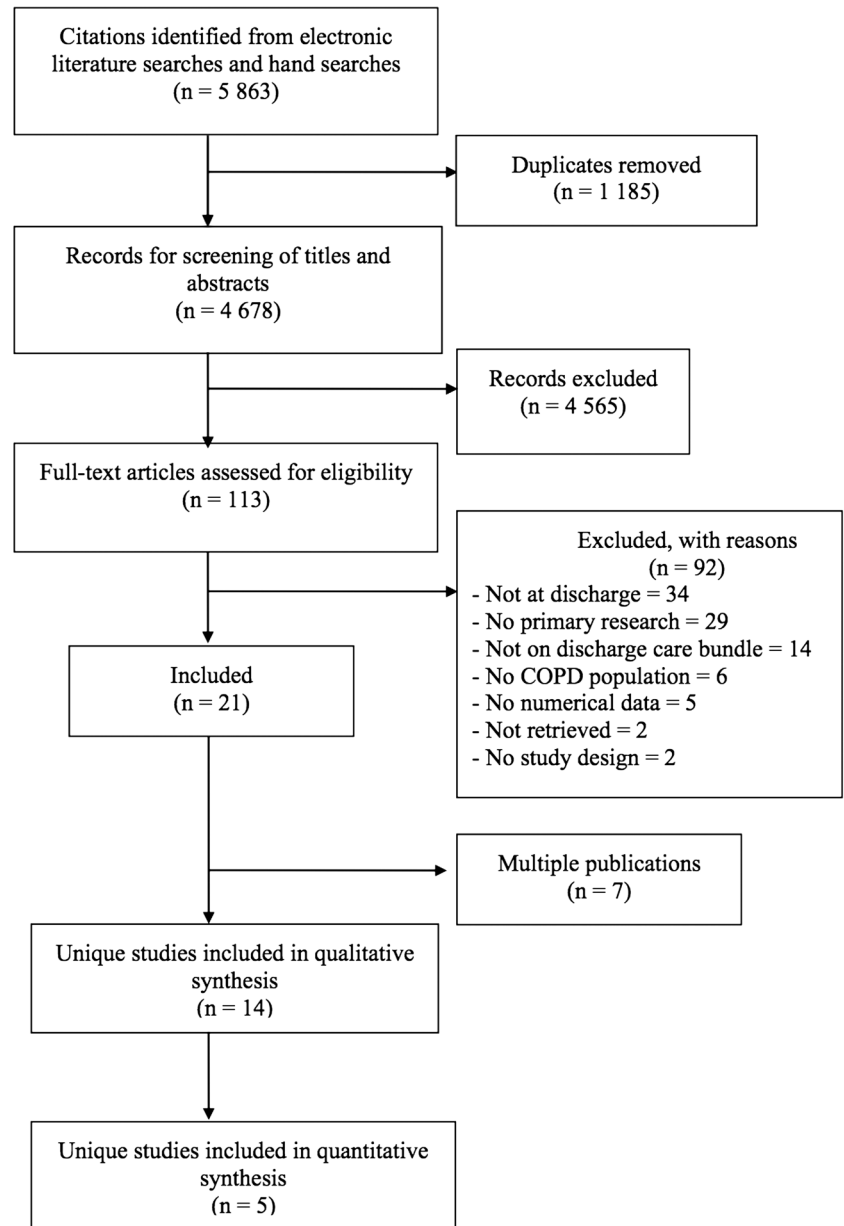 Citations identified from electronic
literature searches and hand searches
(n = 5 863)
Duplicates removed
(n = 1 185)
Records for screening of titles and
abstracts
(n = 4 678)
Records excluded
(n = 4 565)
Full-text articles assessed for eligibility
(n = 113)
Excluded, with reasons
(n = 92)
- Not at discharge = 34
- No primary research = 29
- Not on discharge care bundle = 14
- No COPD population = 6
- No numerical data = 5
- Not retrieved = 2
- No study design = 2
Included
(n = 21)
Multiple publications
(n = 7)
Unique studies included in qualitative
synthesis
(n = 14)
Unique studies included in quantitative
synthesis
(n = 5)